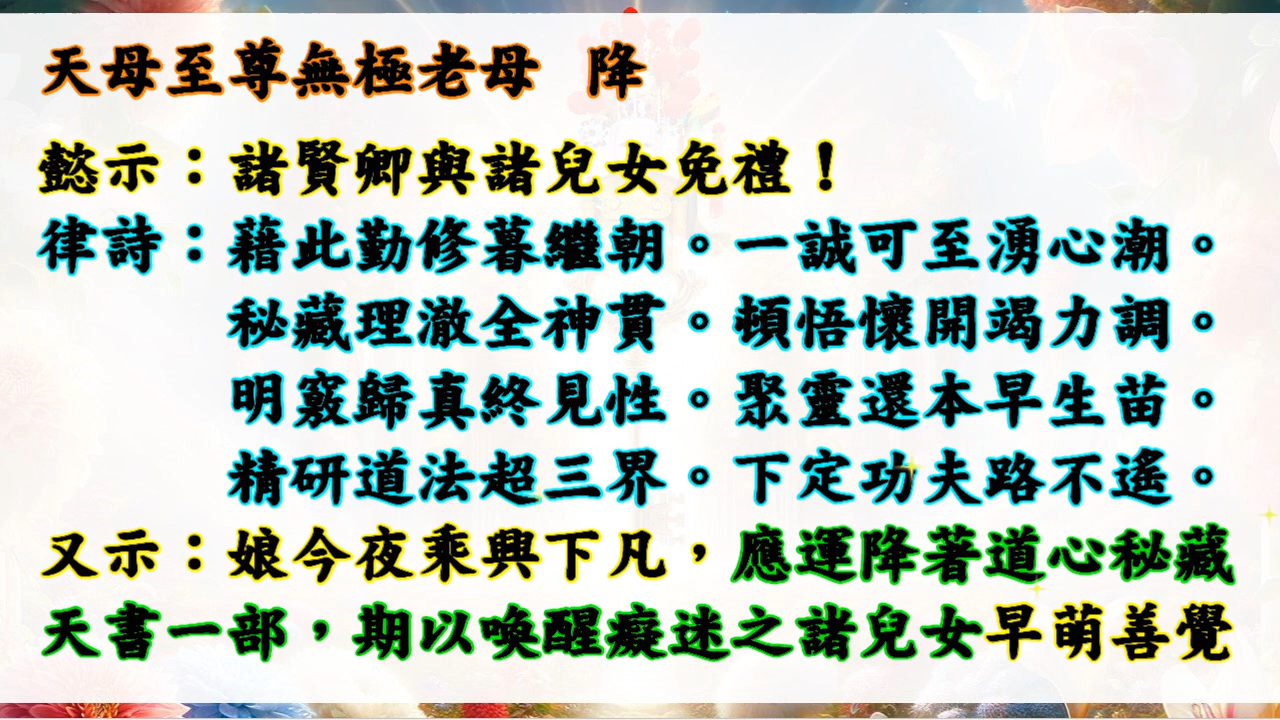 天母至尊無極老母 降
懿示：諸賢卿與諸兒女免禮！
律詩：藉此勤修暮繼朝。一誠可至湧心潮。
秘藏理澈全神貫。頓悟懷開竭力調。
明竅歸真終見性。聚靈還本早生苗。
精研道法超三界。下定功夫路不遙。
又示：娘今夜乘興下凡，應運降著道心秘藏
天書一部，期以喚醒癡迷之諸兒女早萌善覺